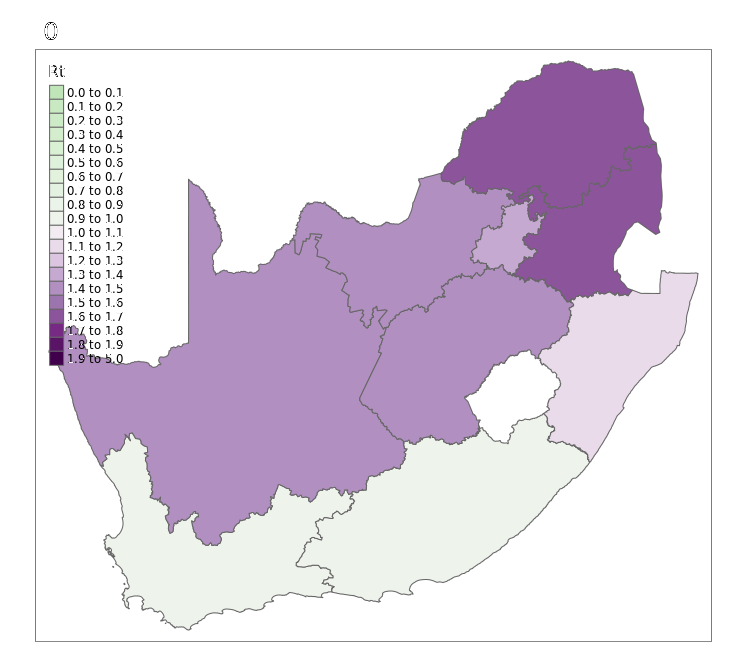 0
Rt
0.0 to 0.1
0.1 to 0.2
0.2 to 0.3
0.3 to 0.4
0.4 to 0.5
0.5 to 0.6
0.6 to 0.7
0.7 to 0.8
0.8 to 0.9
0.9 to 1.0
1.0 to 1.1
1.1 to 1.2
1.2 to 1.3
1.3 to 1.4
1.4 to 1.5
1.5 to 1.6
1.6 to 1.7
1.7 to 1.8
1.8 to 1.9
1.9 to 5.0